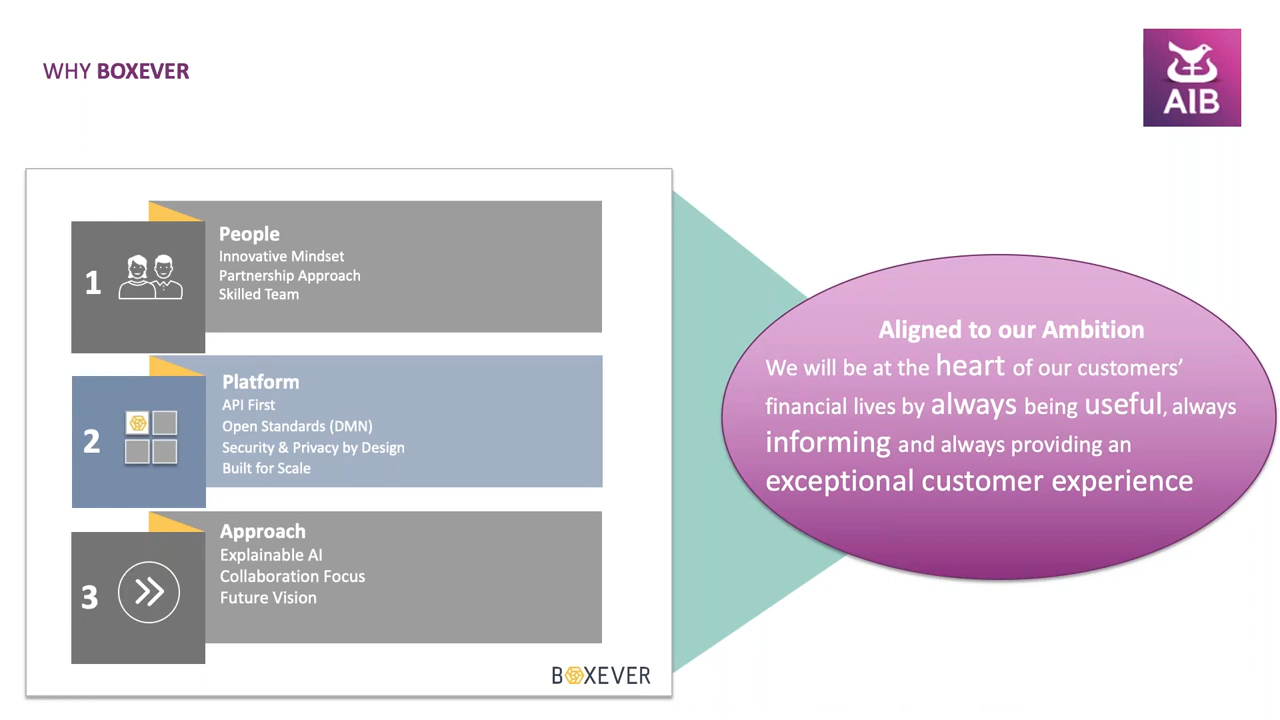 WHY BOXEVER
AIB
1
People
Innovative Mindset
Partnership Approach
Skilled Team
2
Platform
API First
Open Standards (DMN)
Security & Privacy by Design
Built for Scale
3
Approach
Explainable AI
Collaboration Focus
Future Vision
BOXEVER
Aligned to our Ambition
We will be at the heart of our customers’
financial lives by always being useful, always
informing and always providing an
exceptional customer experience